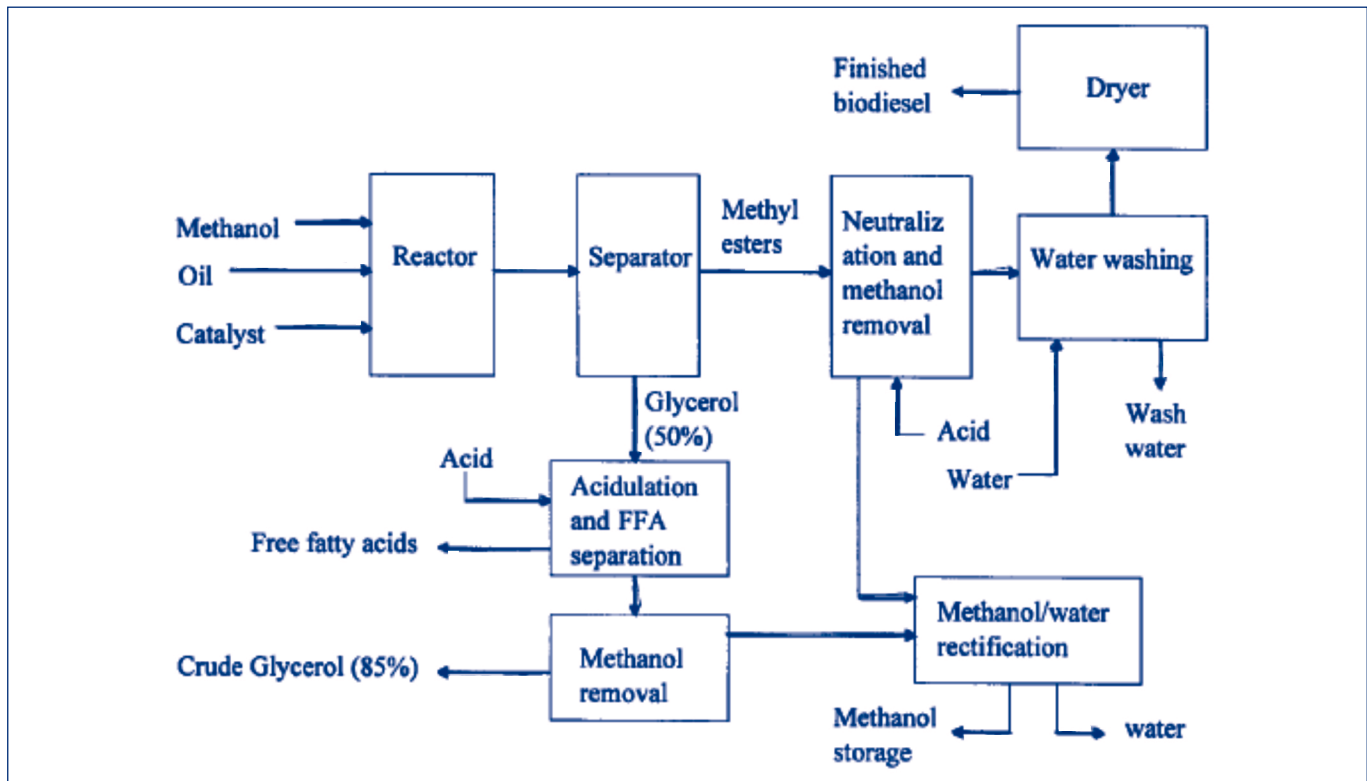 Finished
biodiesel
Dryer
Methanol
Oil
Catalyst
Reactor
Separator
Methyl
esters
Neutraliz
ation and
methanol
removal
Water washing
Glycerol
(50%)
Acid
Water
Wash
water
Acid
Acidulation
and FFA
separation
Free fatty acids
Methanol
removal
Crude Glycerol (85%)
Methanol/water
rectification
Methanol
storage
water